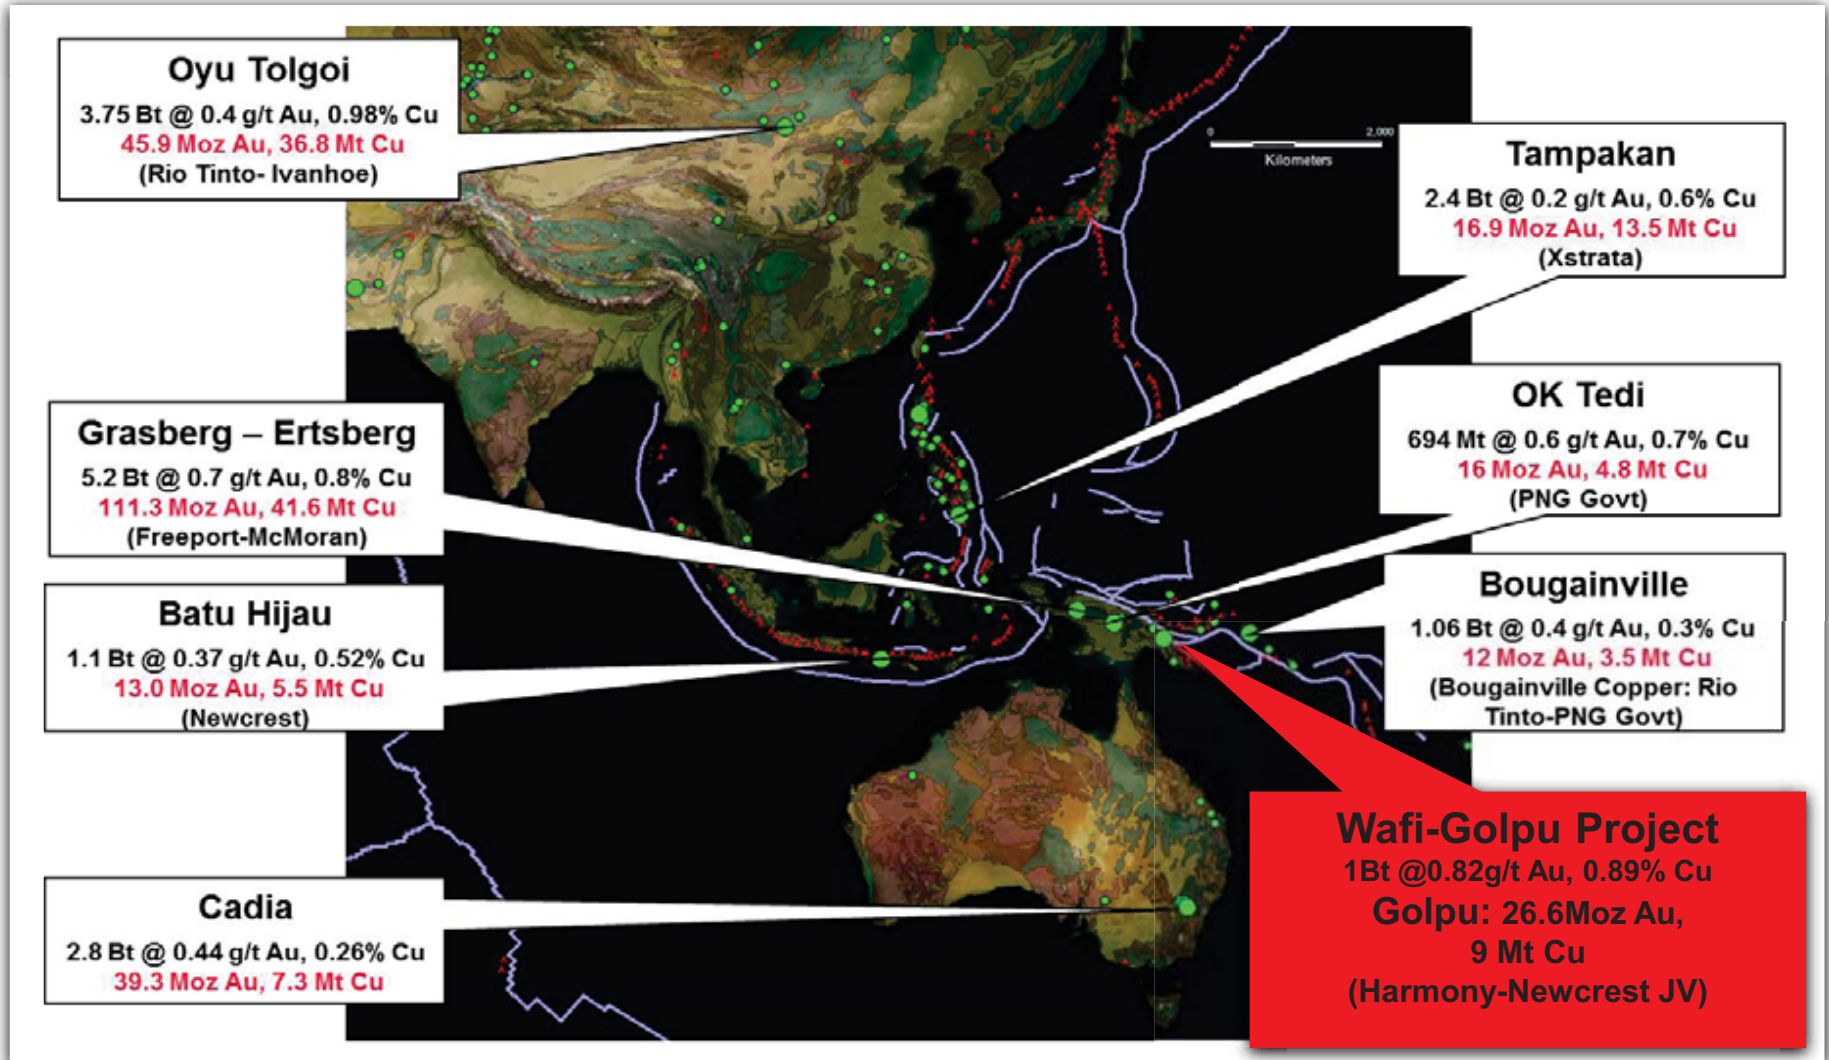 Oyu Tolgoi
3.75 Bt @ 0.4 g/t Au, 0.98% Cu
45.9 Moz Au, 36.8 Mt Cu
(Rio Tinto- Ivanhoe)
0 2,000
Kilometers
Tampakan
2.4 Bt @ 0.2 g/t Au, 0.6% Cu
16.9 Moz Au, 13.5 Mt Cu
(Xstrata)
Grasberg – Ertsberg
5.2 Bt @ 0.7 g/t Au, 0.8% Cu
111.3 Moz Au, 41.6 Mt Cu
(Freeport-McMoran)
OK Tedi
694 Mt @ 0.6 g/t Au, 0.7% Cu
16 Moz Au, 4.8 Mt Cu
(PNG Govt)
Batu Hijau
1.1 Bt @ 0.37 g/t Au, 0.52% Cu
13.0 Moz Au, 5.5 Mt Cu
(Newcrest)
Bougainville
1.06 Bt @ 0.4 g/t Au, 0.3% Cu
12 Moz Au, 3.5 Mt Cu
(Bougainville Copper: Rio
Tinto-PNG Govt)
Cadia
2.8 Bt @ 0.44 g/t Au, 0.26% Cu
39.3 Moz Au, 7.3 Mt Cu
Wafi-Golpu Project
1Bt @0.82g/t Au, 0.89% Cu
Golpu: 26.6Moz Au,
9 Mt Cu
(Harmony-Newcrest JV)